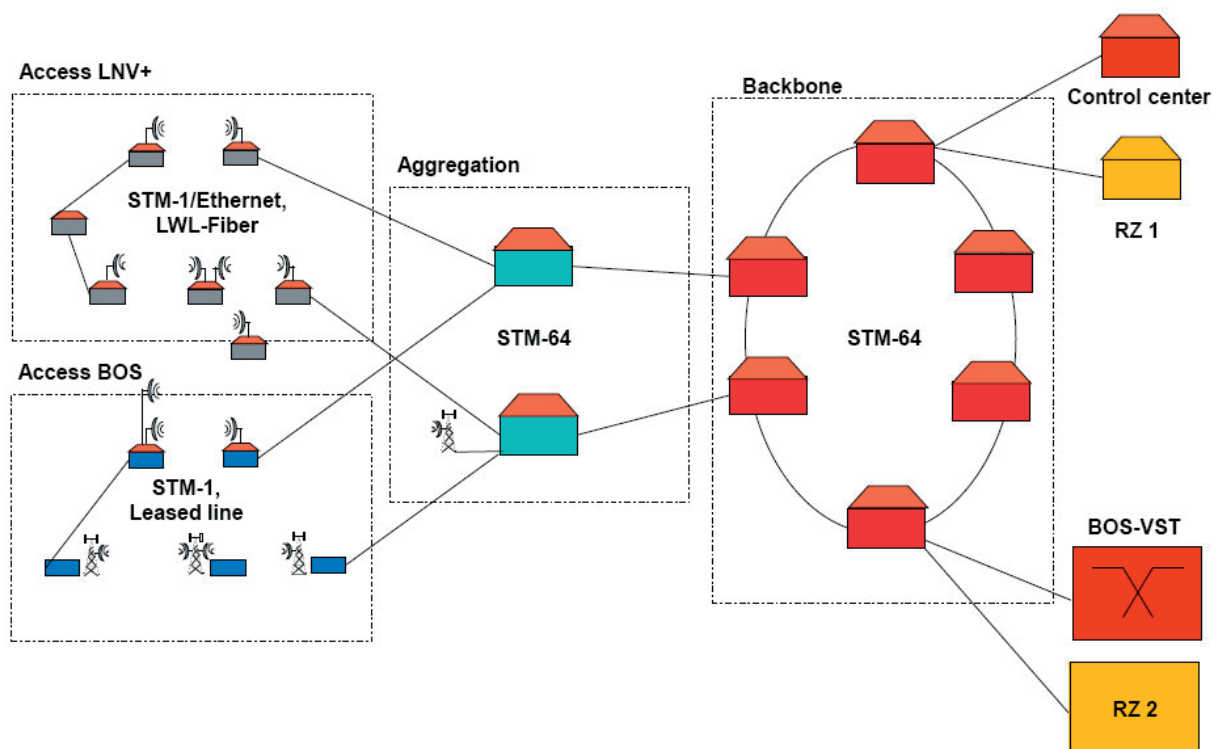 Access LNV+
STM-1/Ethernet,
LWL-Fiber
Access BOS
STM-1,
Leased line
Aggregation
STM-64
Backbone
STM-64
Control center
RZ 1
BOS-VST
RZ 2